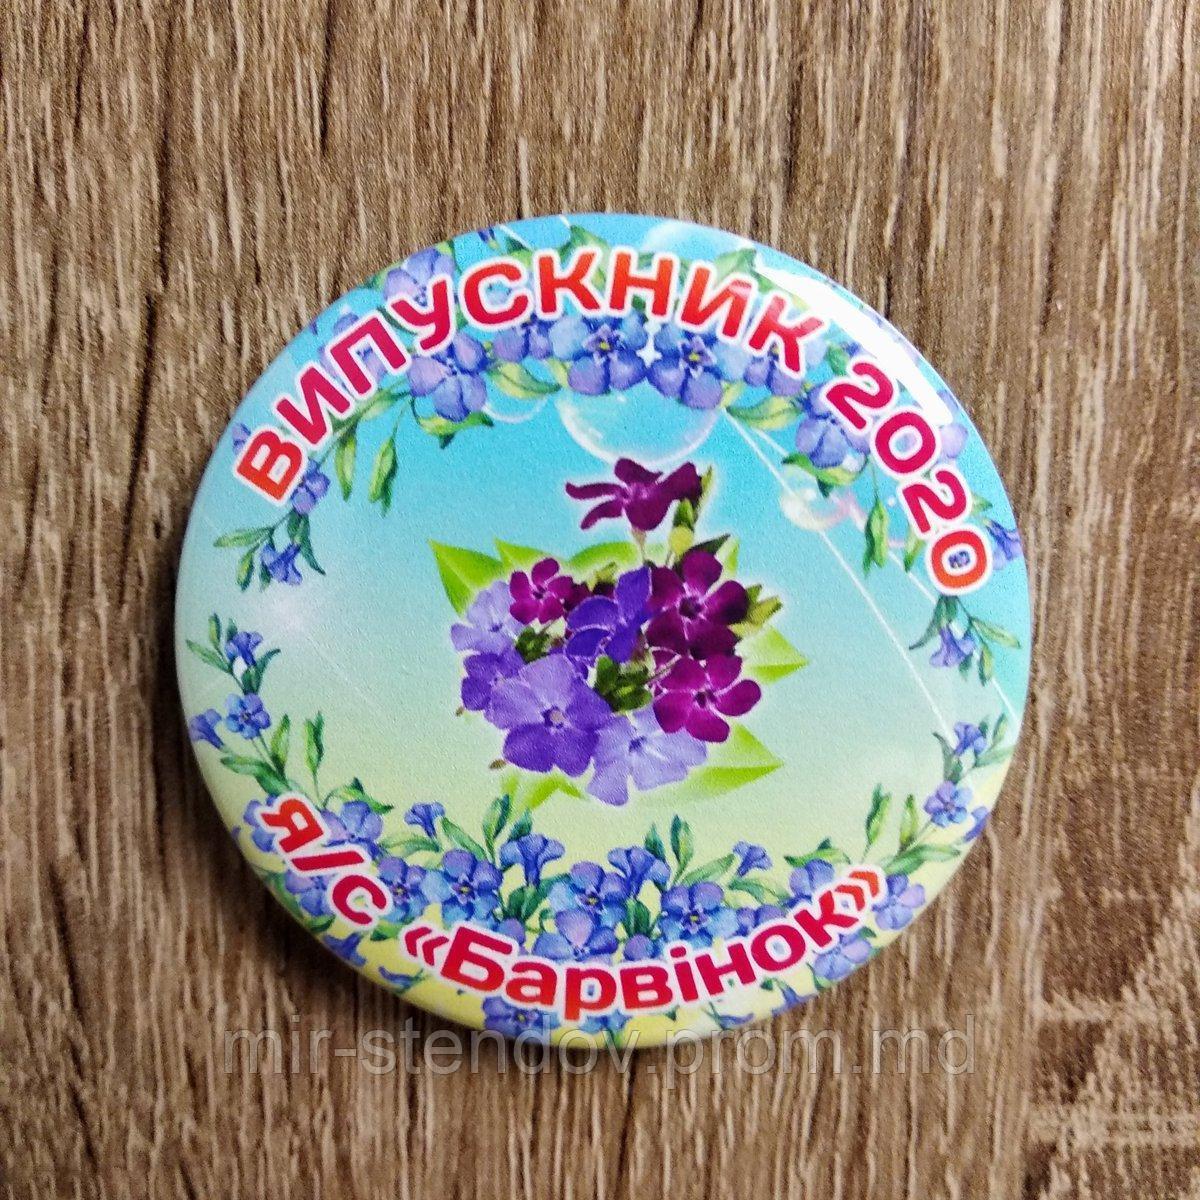 ВИПУСКНИК 2020
Я/с «Барвінок»
mir-stendov.prom.md